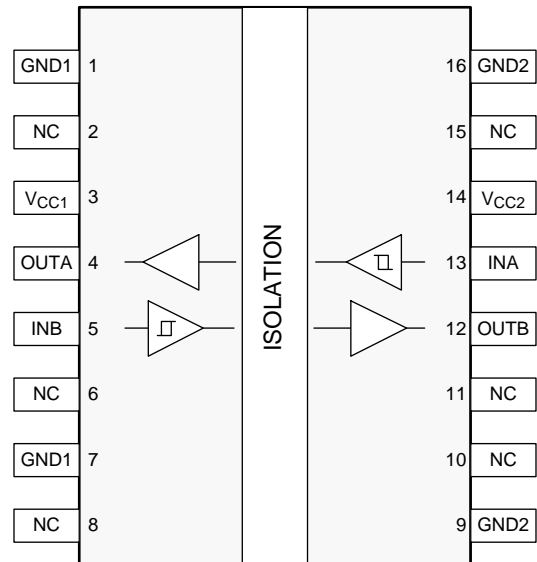 GND1 1 16 GND2
NC 2 15 NC
VCC1 3 14 VCC2
OUTA 4 13 INA
ISOLATION
INB 5 12 OUTB
NC 6 11 NC
GND1 7 10 NC
NC 8 9 GND2